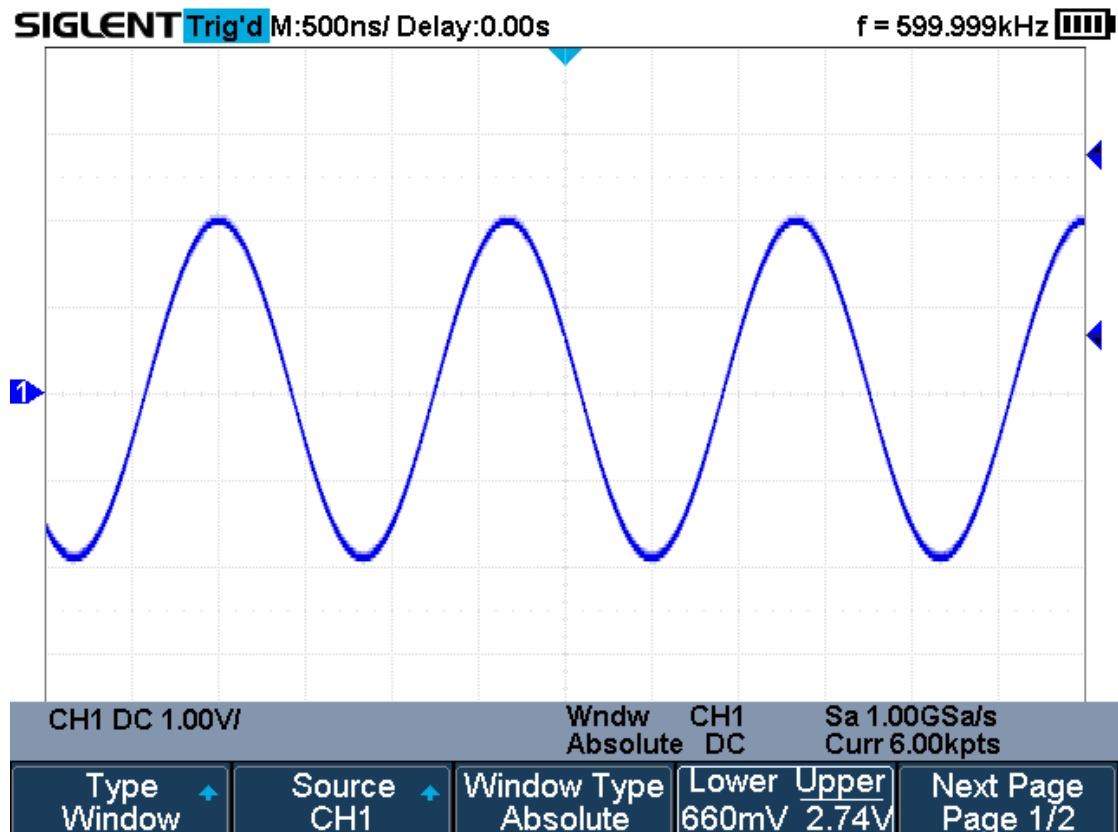 SIGLENT Trig'd M:500ns/ Delay:0.00s f = 599.999kHz
1
CH1 DC 1.00V/ Wndw CH1 Sa 1.00GSa/s
Absolute DC Curr 6.00kpts
Type Source Window Type Lower Upper Next Page
Window CH1 Absolute 660mV 2.74V Page 1/2